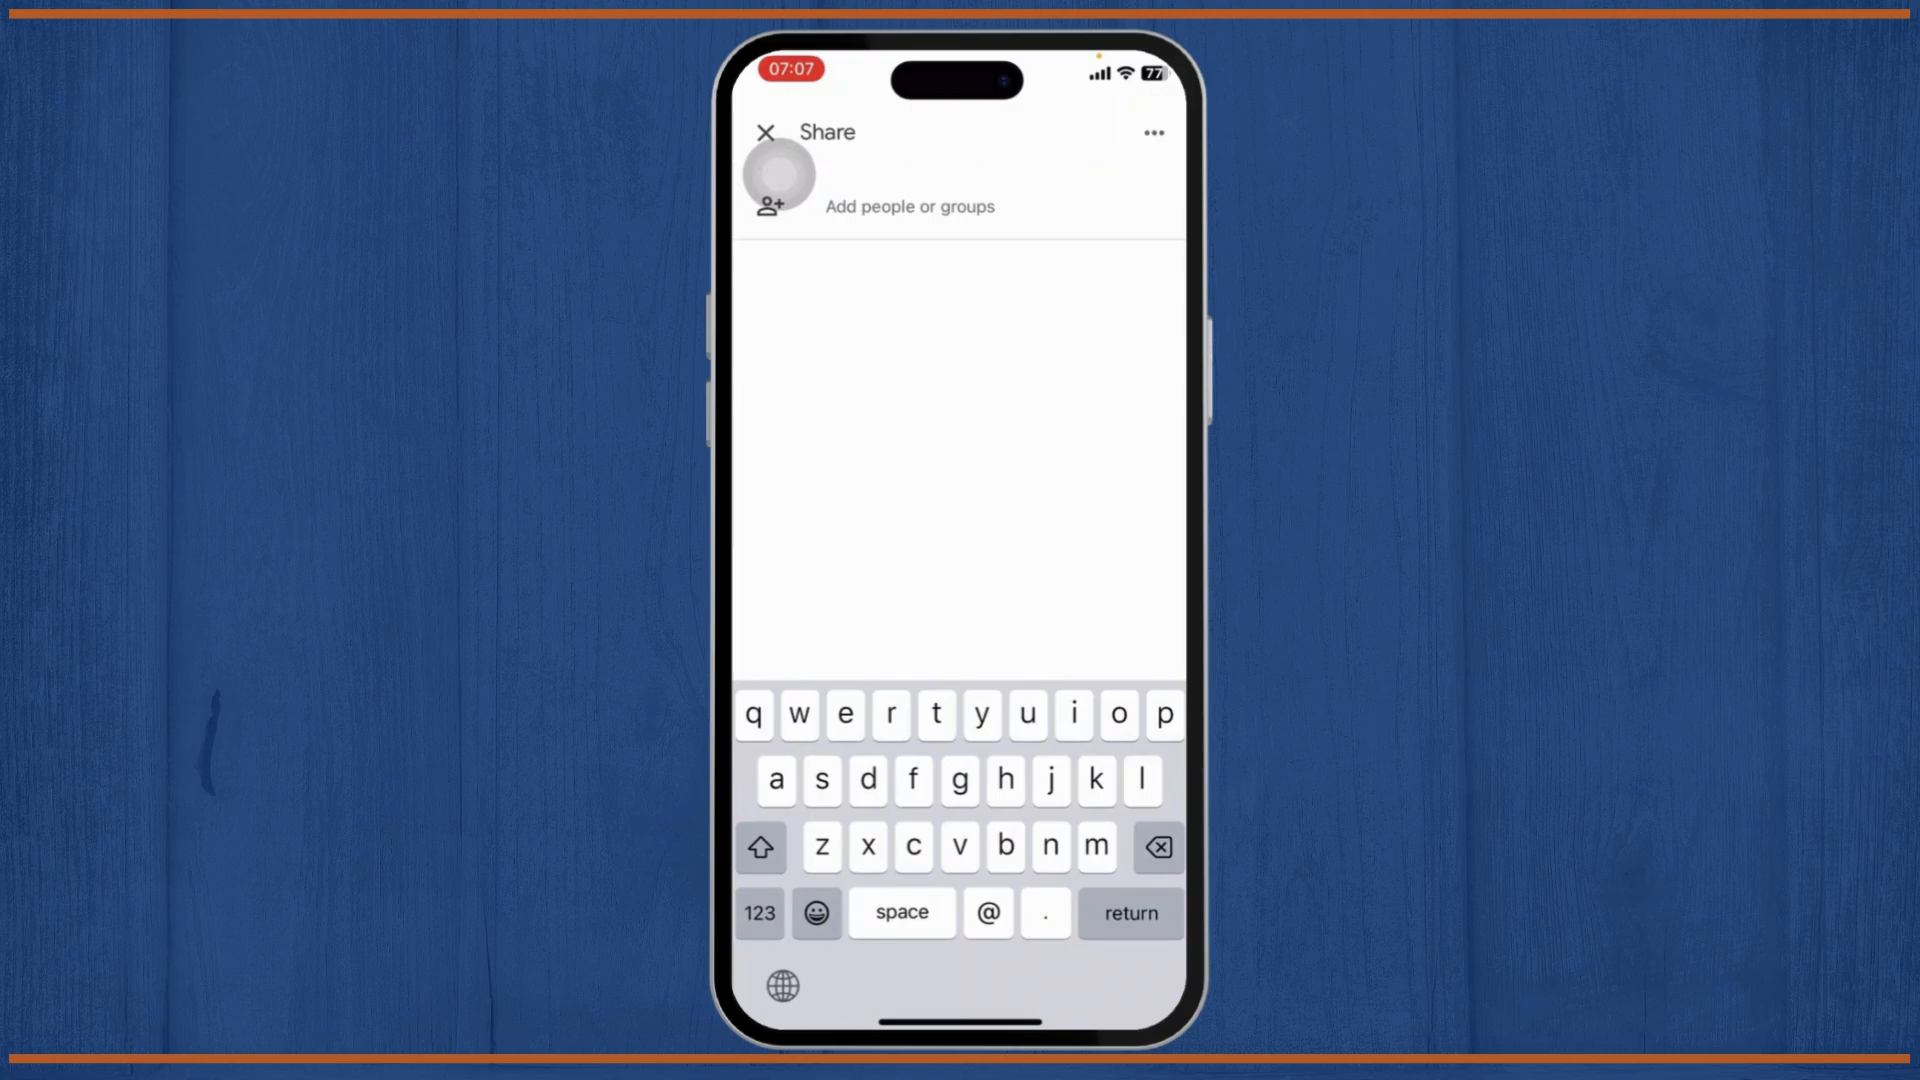 07:07
77
Share
Add people or groups
q w e r t y u i o p
a s d f g h j k l
z x c v b n m
123 space @ . return